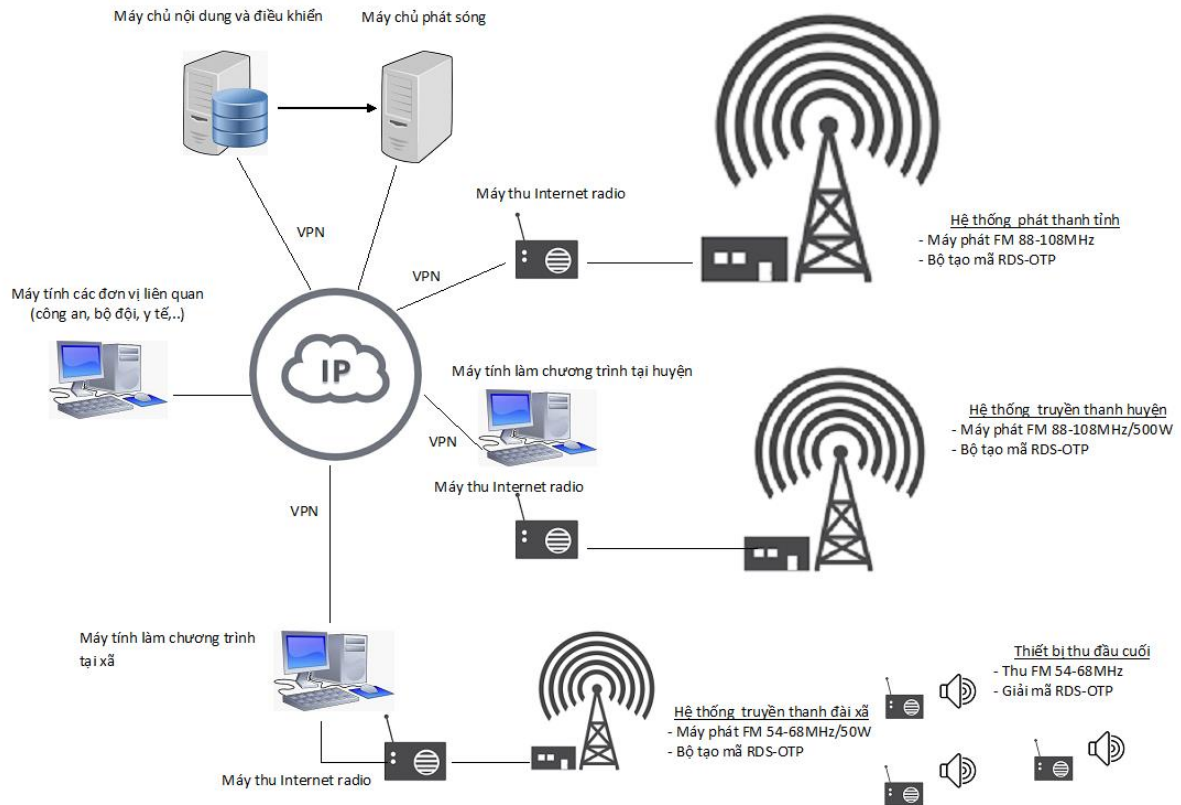 Máy chủ nội dung và điều khiển
Máy chủ phát sóng
Máy thu Internet radio
VPN
VPN
Hệ thống phát thanh tỉnh
- Máy phát FM 88-108MHz
- Bộ tạo mã RDS-OTP
Máy tính các đơn vị liên quan
(công an, bộ đội, y tế,..)
IP
Máy tính làm chương trình tại huyện
VPN
Hệ thống truyền thanh huyện
- Máy phát FM 88-108MHz/500W
- Bộ tạo mã RDS-OTP
Máy thu Internet radio
VPN
Máy tính làm chương trình
tại xã
Máy thu Internet radio
Hệ thống truyền thanh đài xã
- Máy phát FM 54-68MHz/50W
- Bộ tạo mã RDS-OTP
Thiết bị thu đầu cuối
- Thu FM 54-68MHz
- Giải mã RDS-OTP